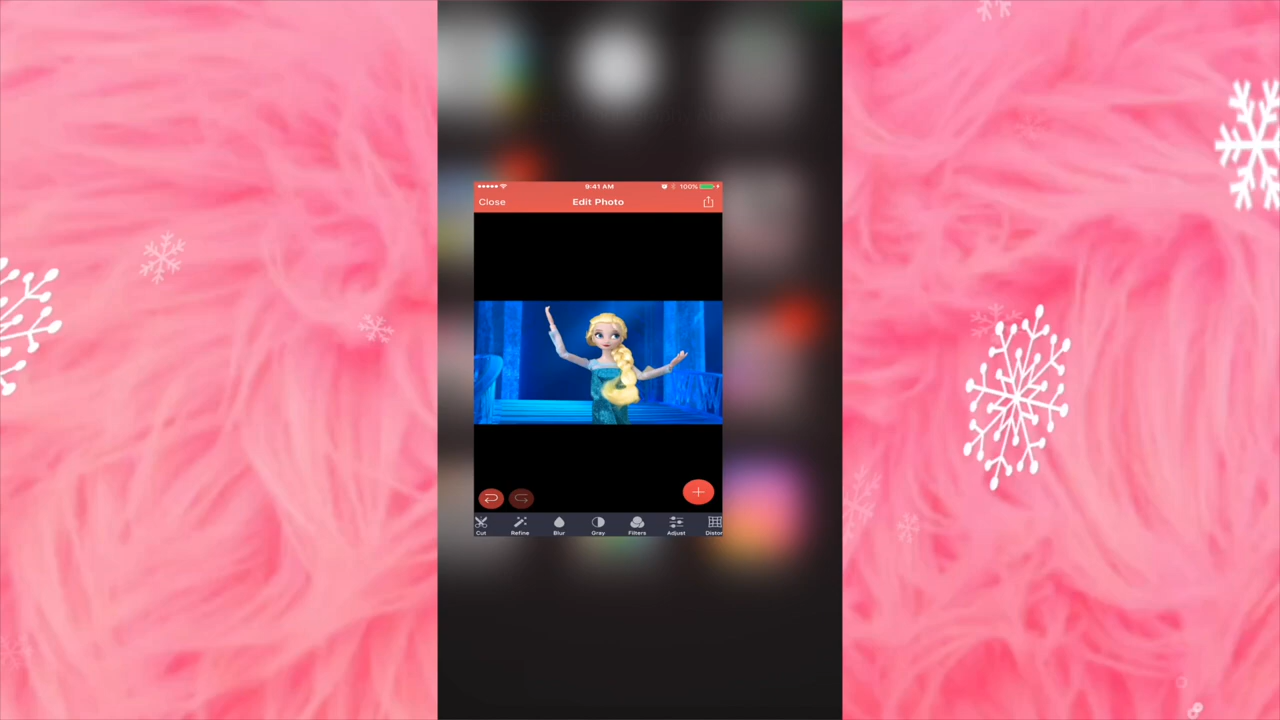 9:41 AM 100%
Close Edit Photo
Cut Refine Blur Gray Filters Adjust Distor